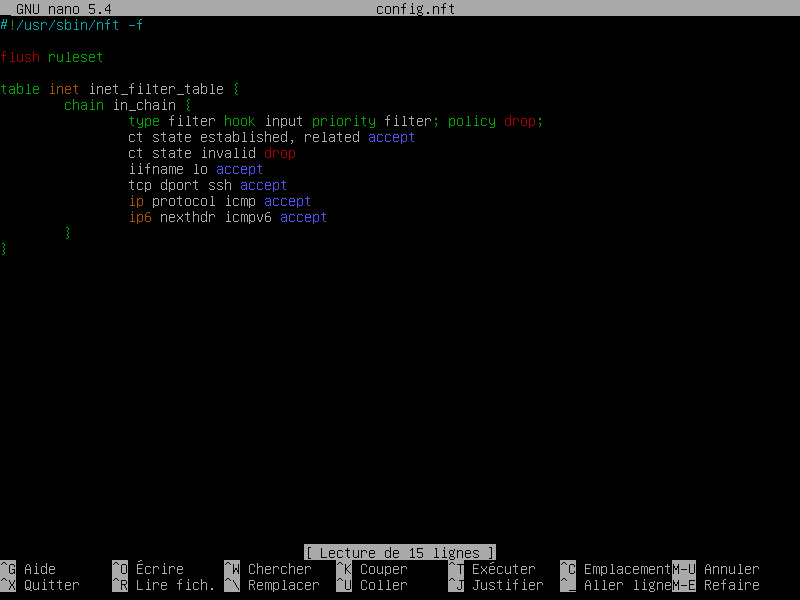 GNU nano 5.4 config.nft
#!/usr/sbin/nft -f
flush ruleset
table inet inet_filter_table {
chain in_chain {
type filter hook input priority filter; policy drop;
ct state established, related accept
ct state invalid drop
iifname lo accept
tcp dport ssh accept
ip protocol icmp accept
ip6 nexthdr icmpv6 accept
}
}
[ Lecture de 15 lignes ]
^G Aide ^O Écrire ^W Chercher ^K Couper ^T Exécuter ^C Emplacement M-U Annuler
^X Quitter ^R Lire fich. ^\ Remplacer ^U Coller ^J Justifier ^_ Aller ligne M-E Refaire